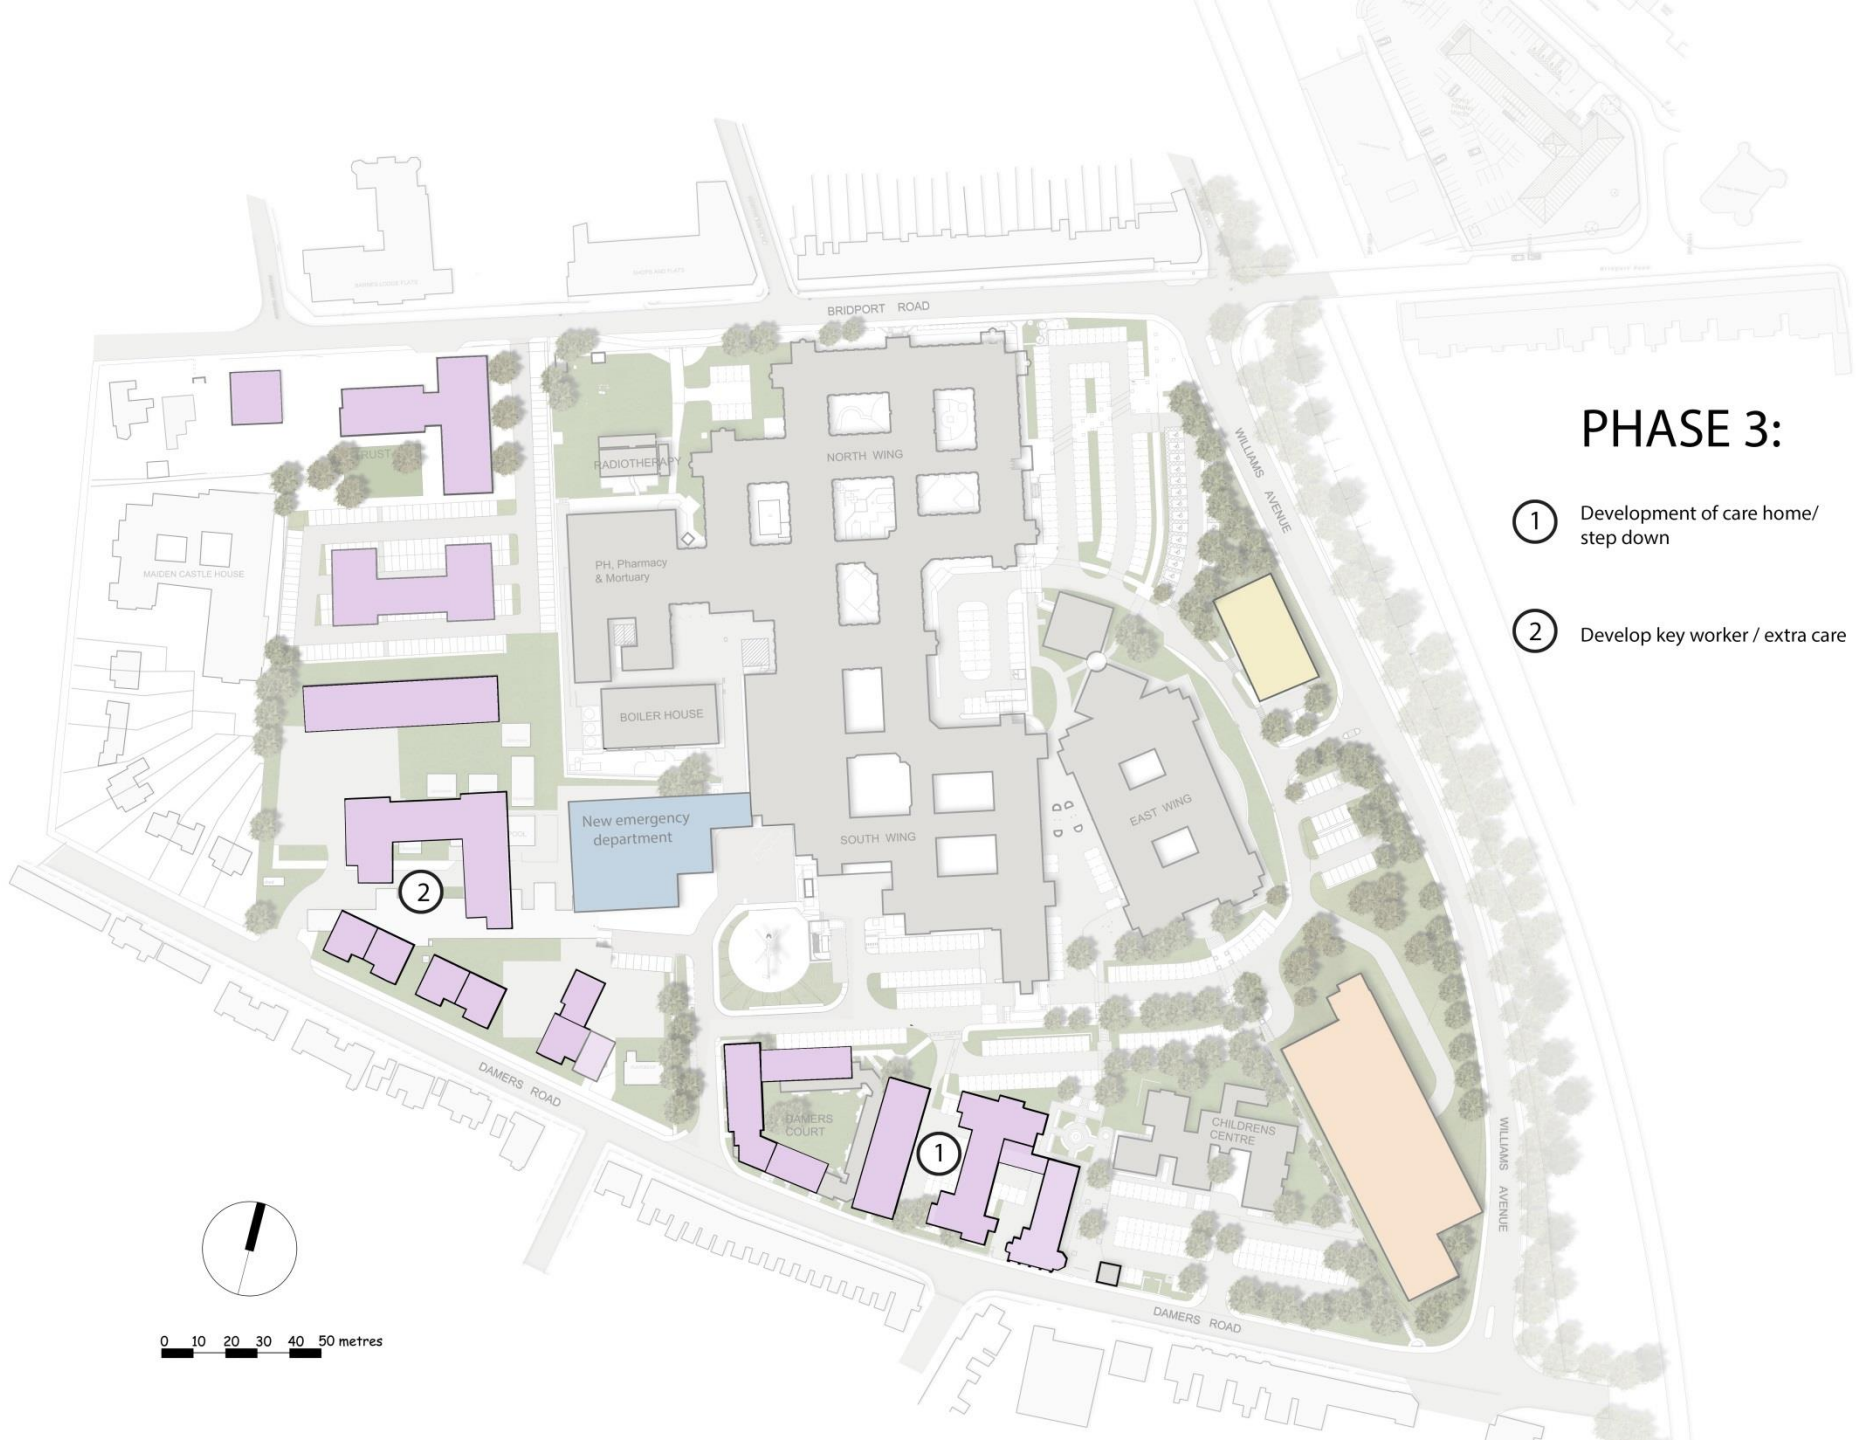 BRIDPORT ROAD
WILLIAMS AVENUE
PHASE 3:
1 Development of care home/
step down
2 Develop key worker / extra care
TRUST
RADIOTHERAPY
NORTH WING
PH, Pharmacy
& Mortuary
MAIDEN CASTLE HOUSE
BOILER HOUSE
New emergency
department
SOUTH WING
EAST WING
POOL
2
DAMERS ROAD
DAMERS
COURT
1
CHILDRENS
CENTRE
WILLIAMS AVENUE
DAMERS ROAD
0 10 20 30 40 50 metres